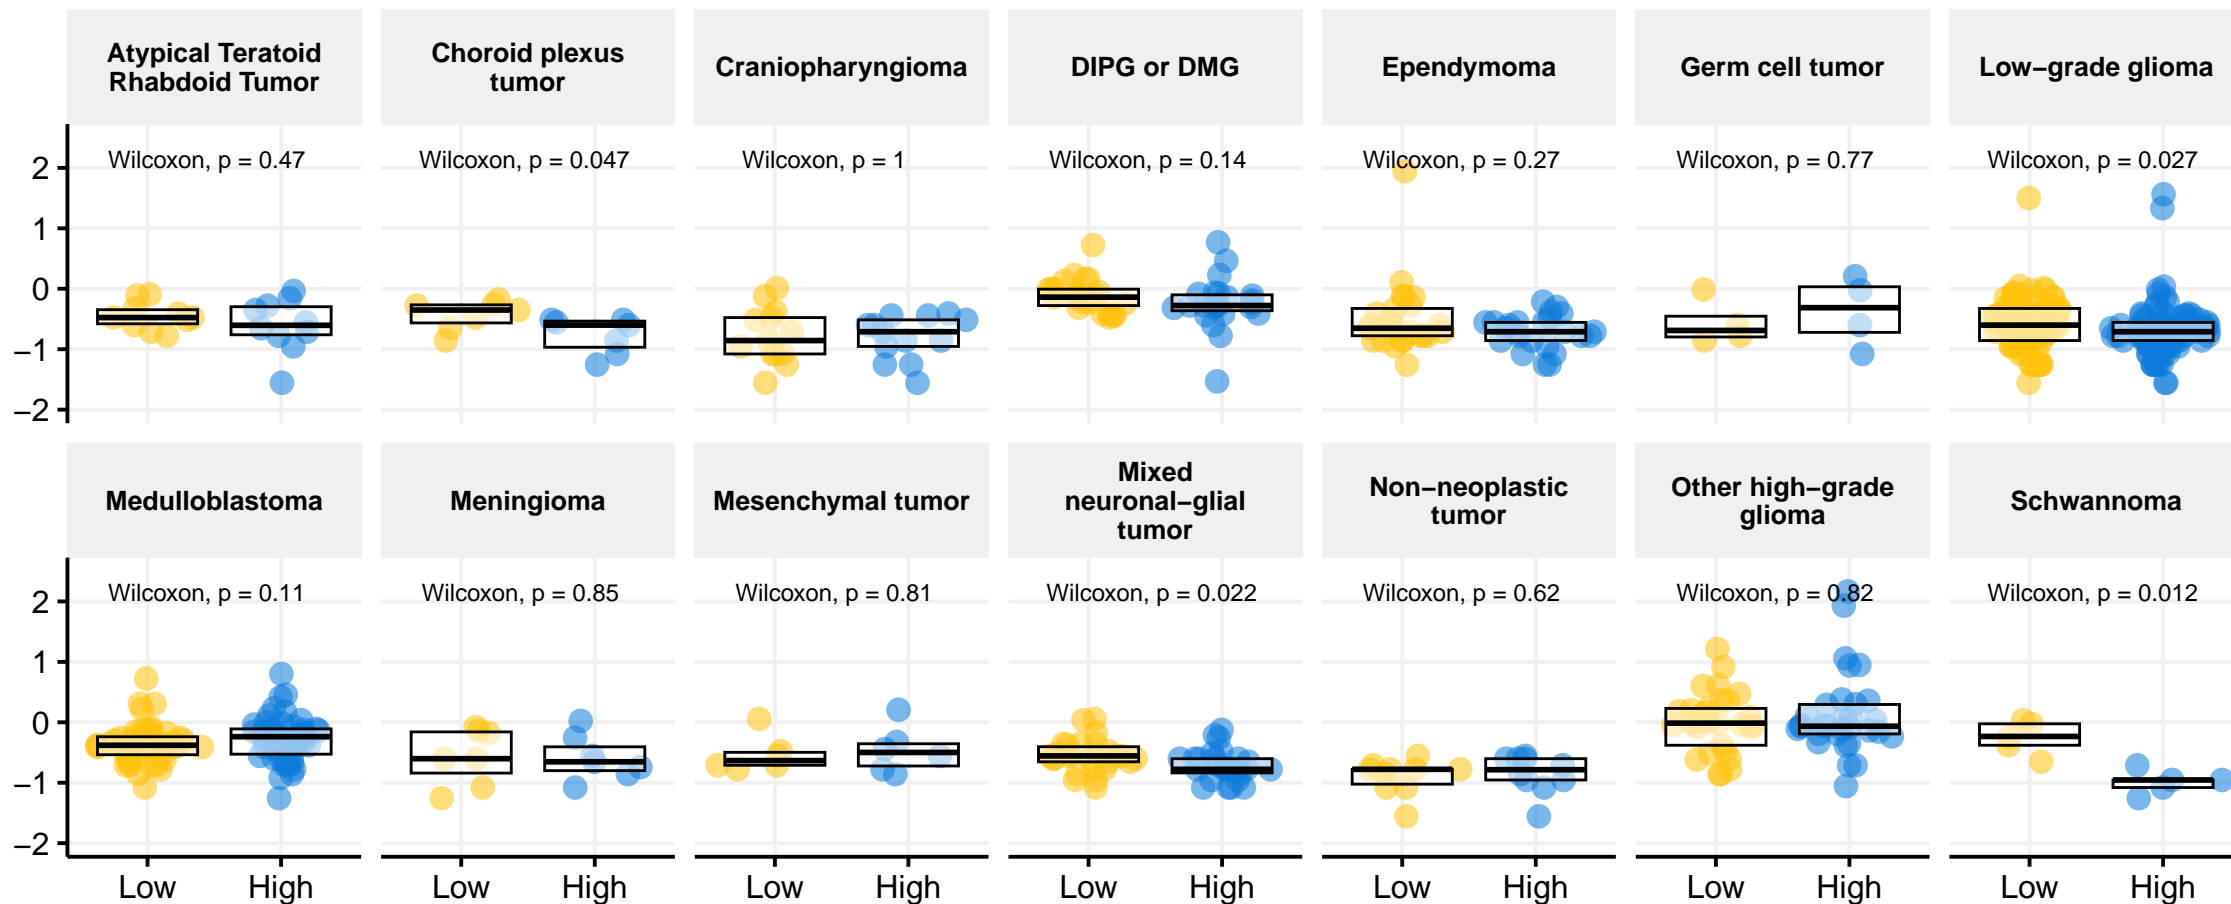 Atypical Teratoid
Rhabdoid Tumor
Choroid plexus
tumor
Craniopharyngioma
DIPG or DMG
Ependymoma
Germ cell tumor
Low−grade glioma
Wilcoxon, p = 0.47
Wilcoxon, p = 0.047
Wilcoxon, p = 1
Wilcoxon, p = 0.14
Wilcoxon, p = 0.27
Wilcoxon, p = 0.77
Wilcoxon, p = 0.027
2
1
0
−1
−2
Medulloblastoma
Meningioma
Mesenchymal tumor
Mixed
neuronal−glial
tumor
Non−neoplastic
tumor
Other high−grade
glioma
Schwannoma
Wilcoxon, p = 0.11
Wilcoxon, p = 0.85
Wilcoxon, p = 0.81
Wilcoxon, p = 0.022
Wilcoxon, p = 0.62
Wilcoxon, p = 0.82
Wilcoxon, p = 0.012
2
1
0
−1
−2
Low High Low High Low High Low High Low High Low High Low High